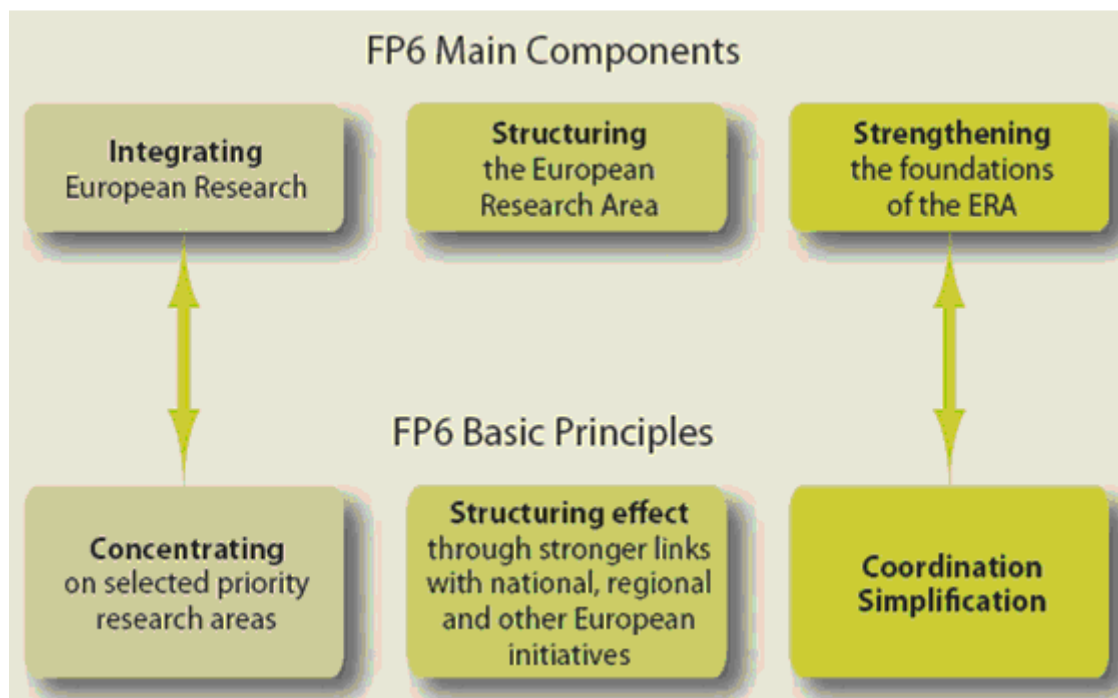 FP6 Main Components
Integrating
European Research
Structuring
the European
Research Area
Strengthening
the foundations
of the ERA
FP6 Basic Principles
Concentrating
on selected priority
research areas
Structuring effect
through stronger links
with national, regional
and other European
initiatives
Coordination
Simplification